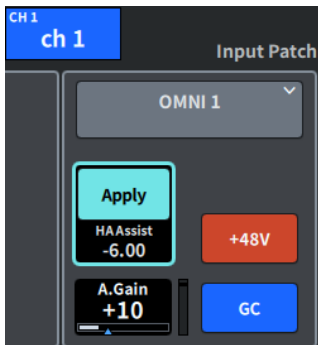 CH 1
ch 1
Input Patch
OMNI 1
Apply
HA Assist
-6.00
+48V
A.Gain
+10
GC